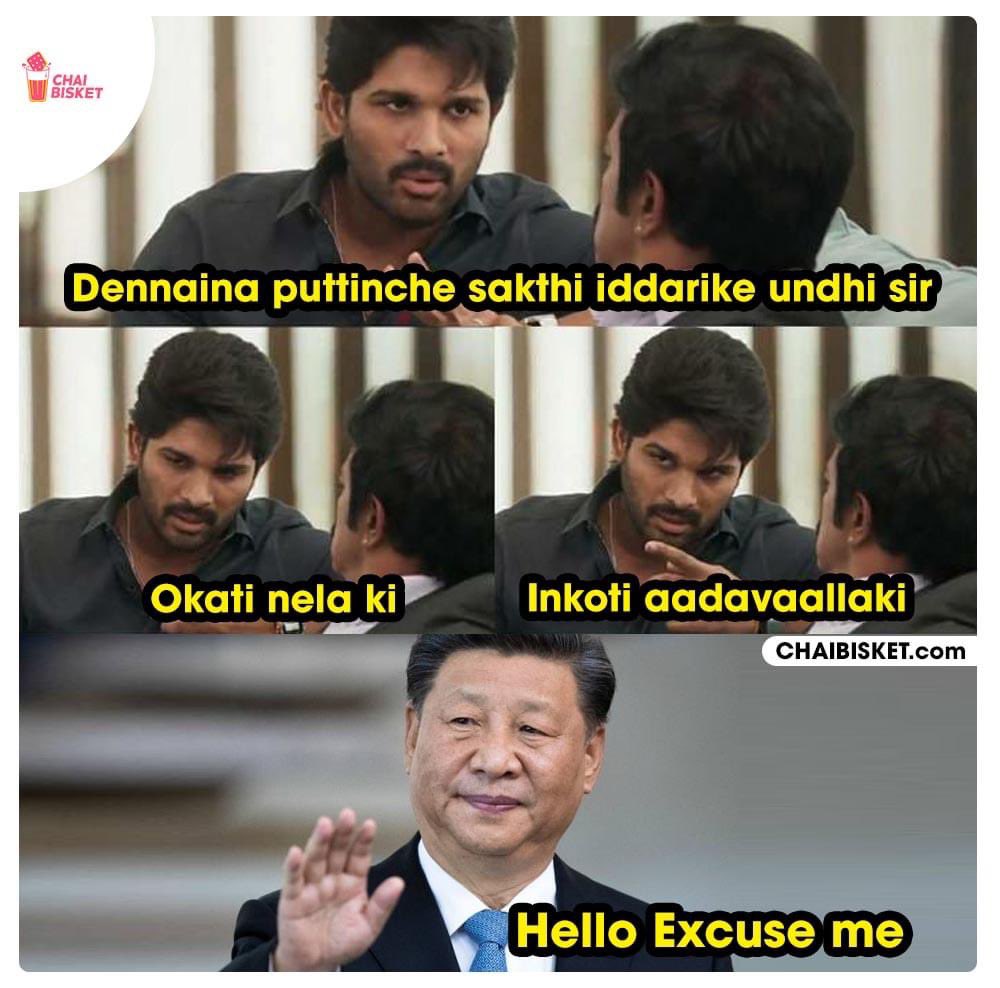 CHAI
BISKET
Dennaina puttinche sakthi iddarike undhi sir
Okati nela ki
Inkoti aadavaallaki
CHAIBISKET.com
Hello Excuse me